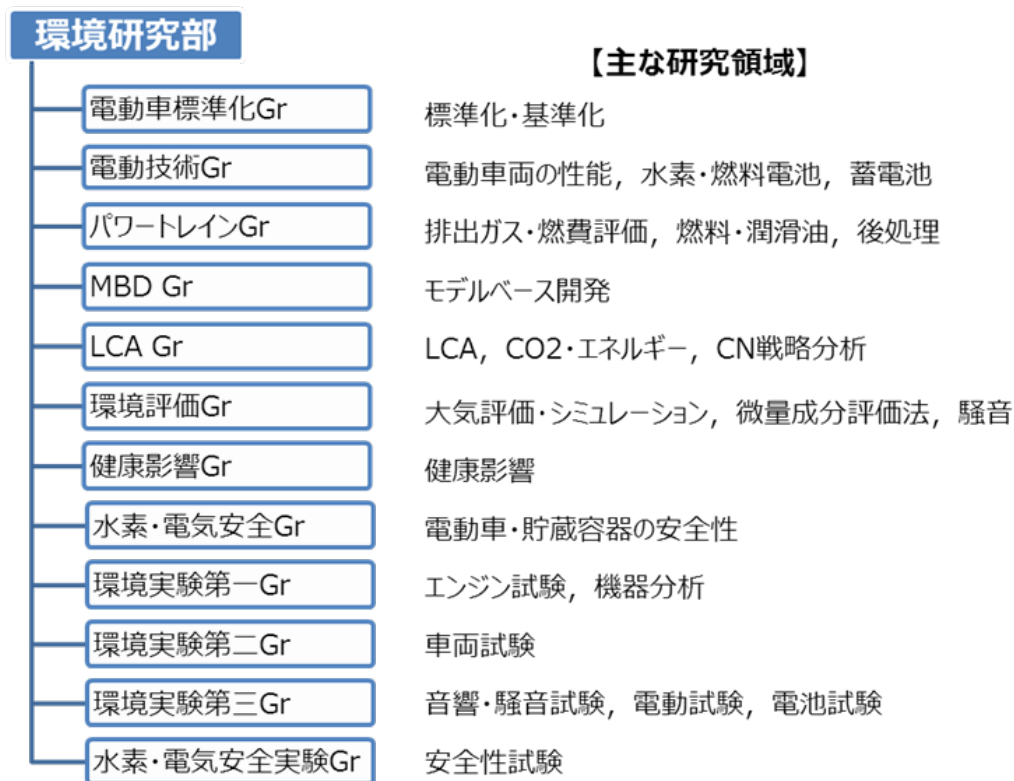 環境研究部
【主な研究領域】
電動車標準化Gr 標準化・基準化
電動技術Gr 電動車両の性能，水素・燃料電池，蓄電池
パワートレインGr 排出ガス・燃費評価，燃料・潤滑油，後処理
MBD Gr モデルベース開発
LCA Gr LCA，CO2・エネルギー，CN戦略分析
環境評価Gr 大気評価・シミュレーション，微量成分評価法，騒音
健康影響Gr 健康影響
水素・電気安全Gr 電動車・貯蔵容器の安全性
環境実験第一Gr エンジン試験，機器分析
環境実験第二Gr 車両試験
環境実験第三Gr 音響・騒音試験，電動試験，電池試験
水素・電気安全実験Gr 安全性試験